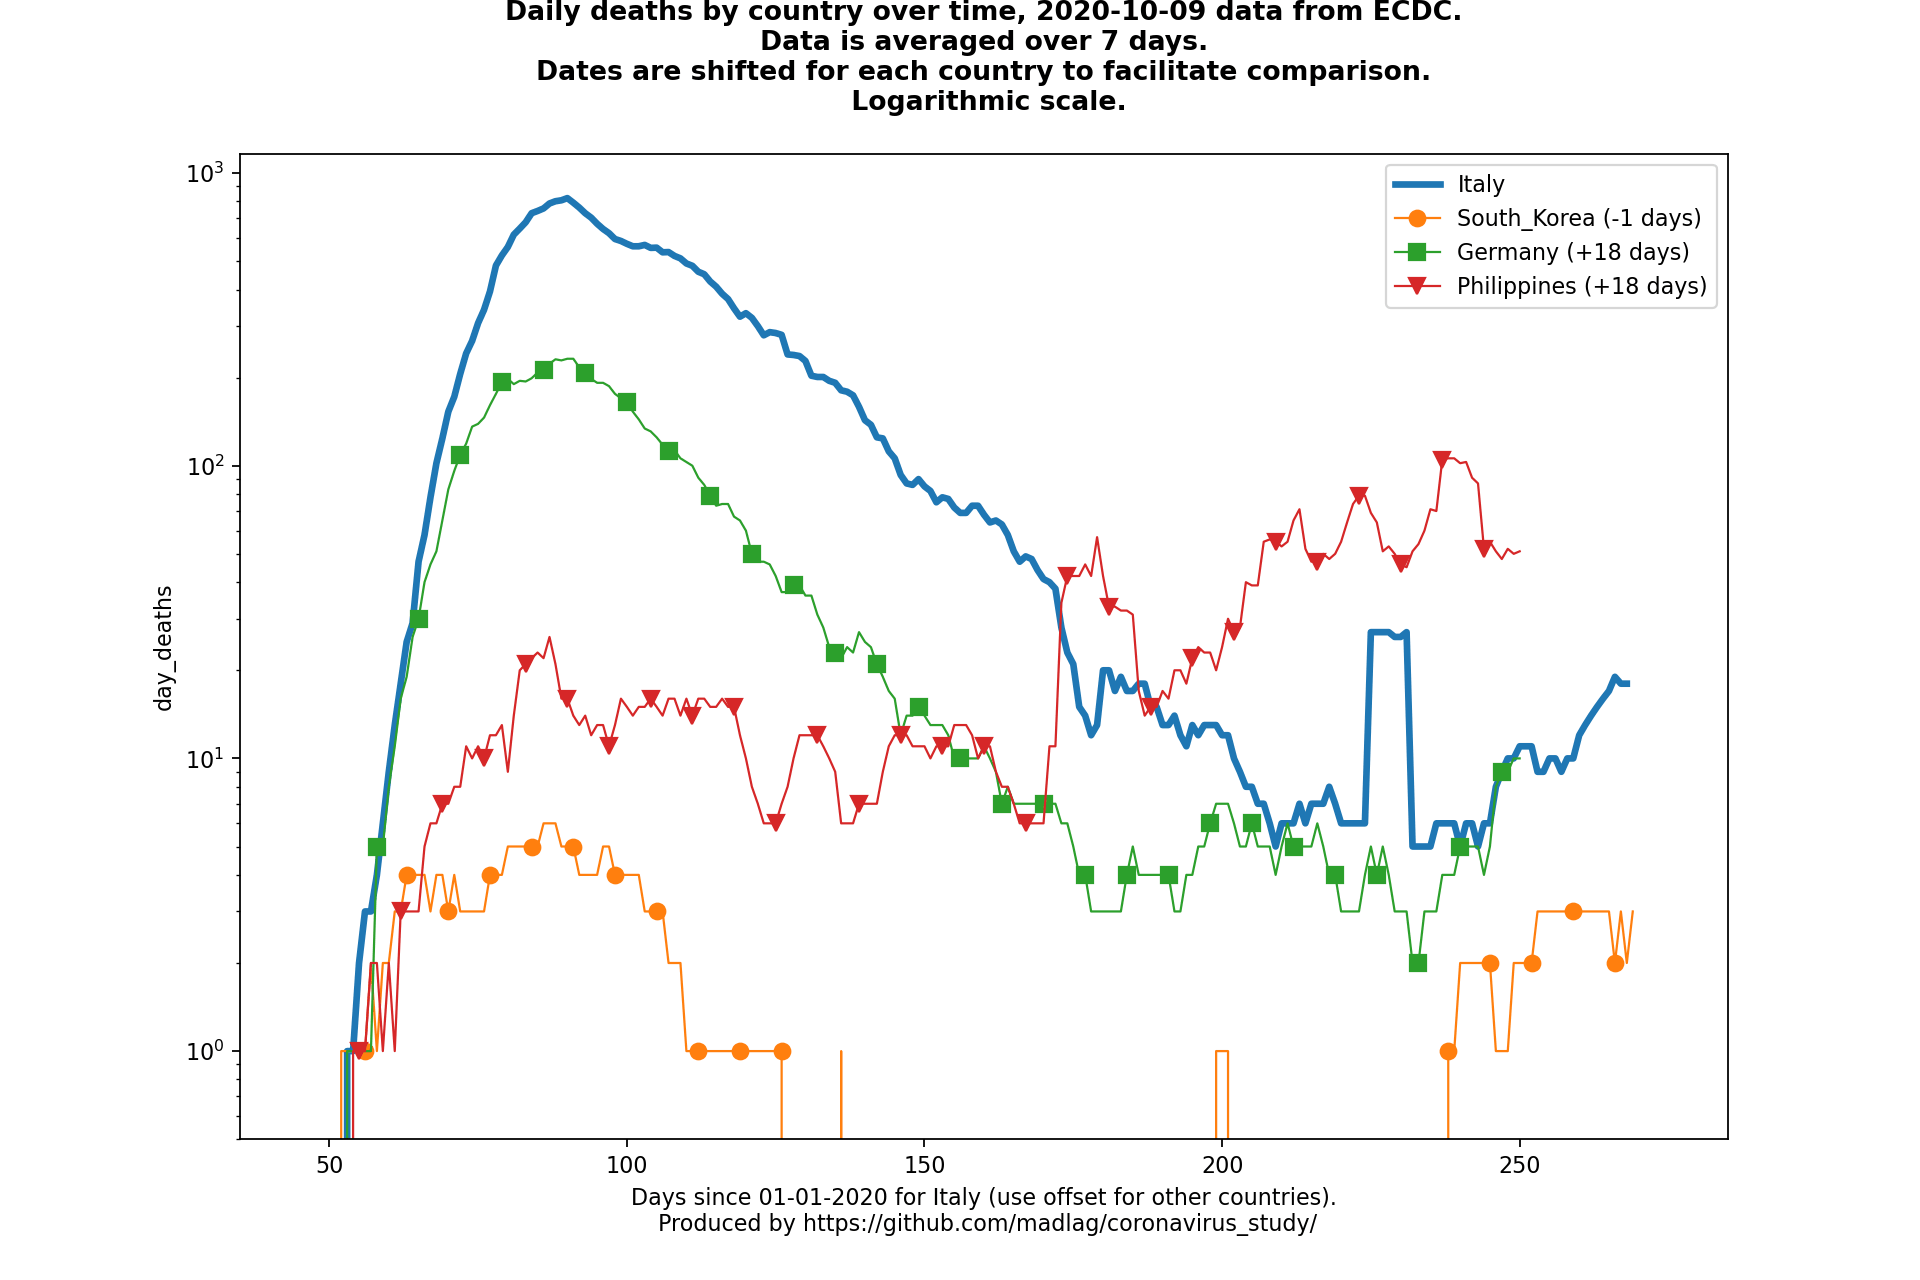 Daily deaths by country over time, 2020-10-09 data from ECDC.
Data is averaged over 7 days.
Dates are shifted for each country to facilitate comparison.
Logarithmic scale.
10³
Italy
South_Korea (-1 days)
Germany (+18 days)
Philippines (+18 days)
10²
day_deaths
10¹
10⁰
50 100 150 200 250
Days since 01-01-2020 for Italy (use offset for other countries).
Produced by https://github.com/madlag/coronavirus_study/